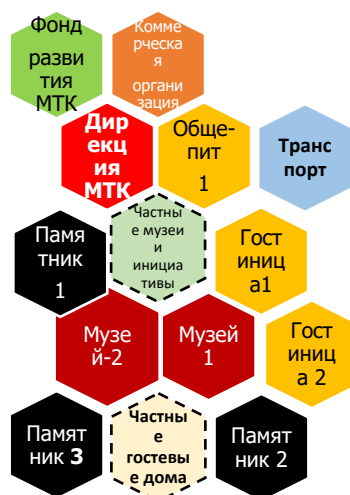 Фонд
разви
тия
МТК
Комме
рческа
я
организация
Дир
екц
ия
МТК
Обще-
пит
1
Транс
порт
Частны
е музеи
и
инициа
тивы
Памя
тник
1
Гост
иниц
а1
Музе
й-2
Музей
1
Гост
иниц
а 2
Памят
ник 3
Частны
е
гостевы
е дома
Памят
ник 2